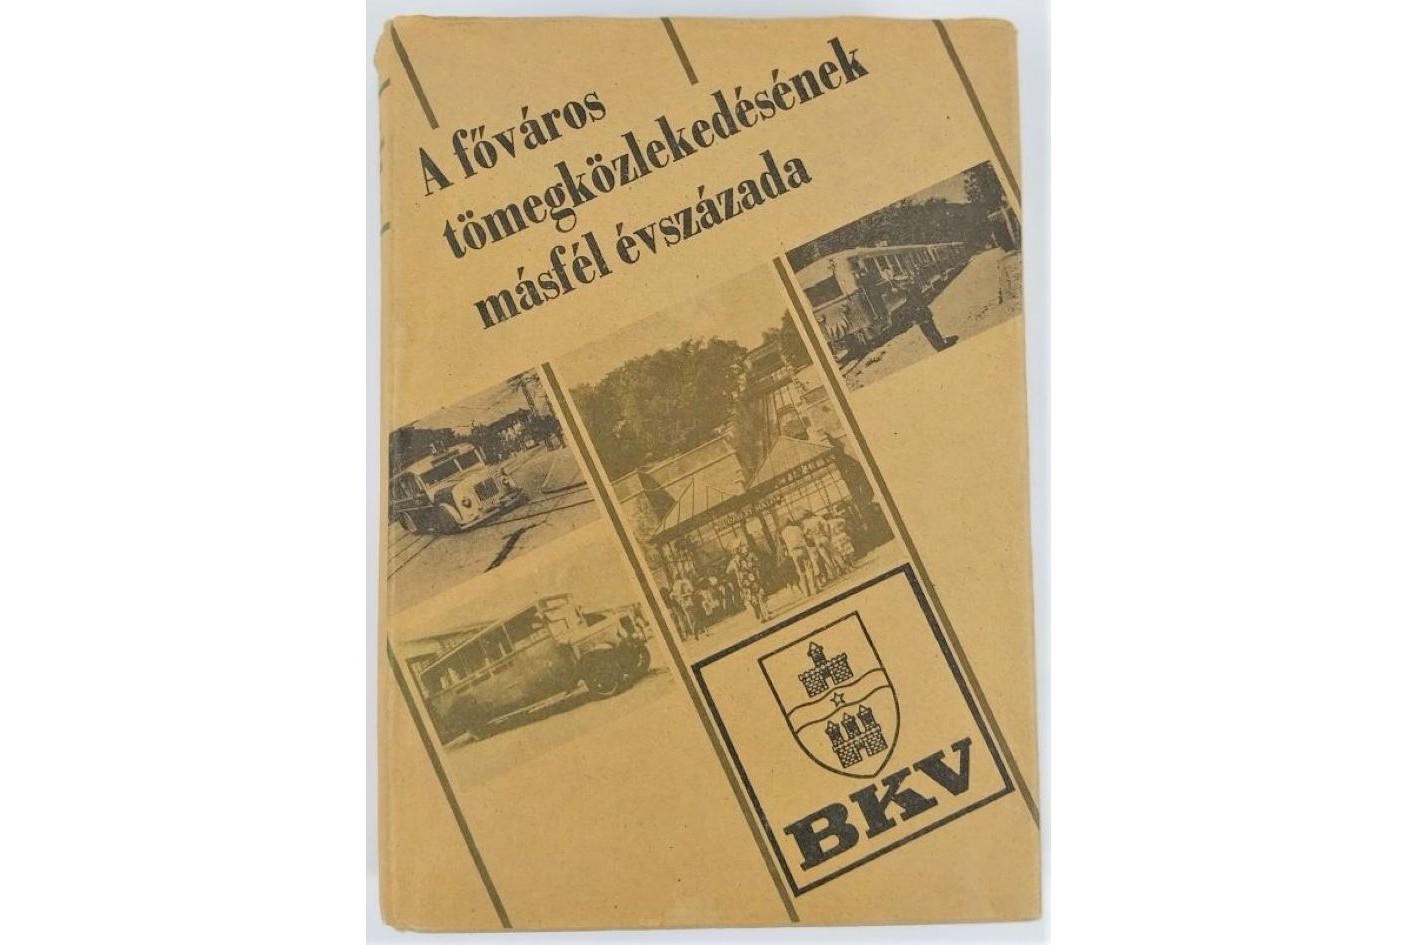 A főváros
tömegközlekedésének
másfél évszázada
BKV